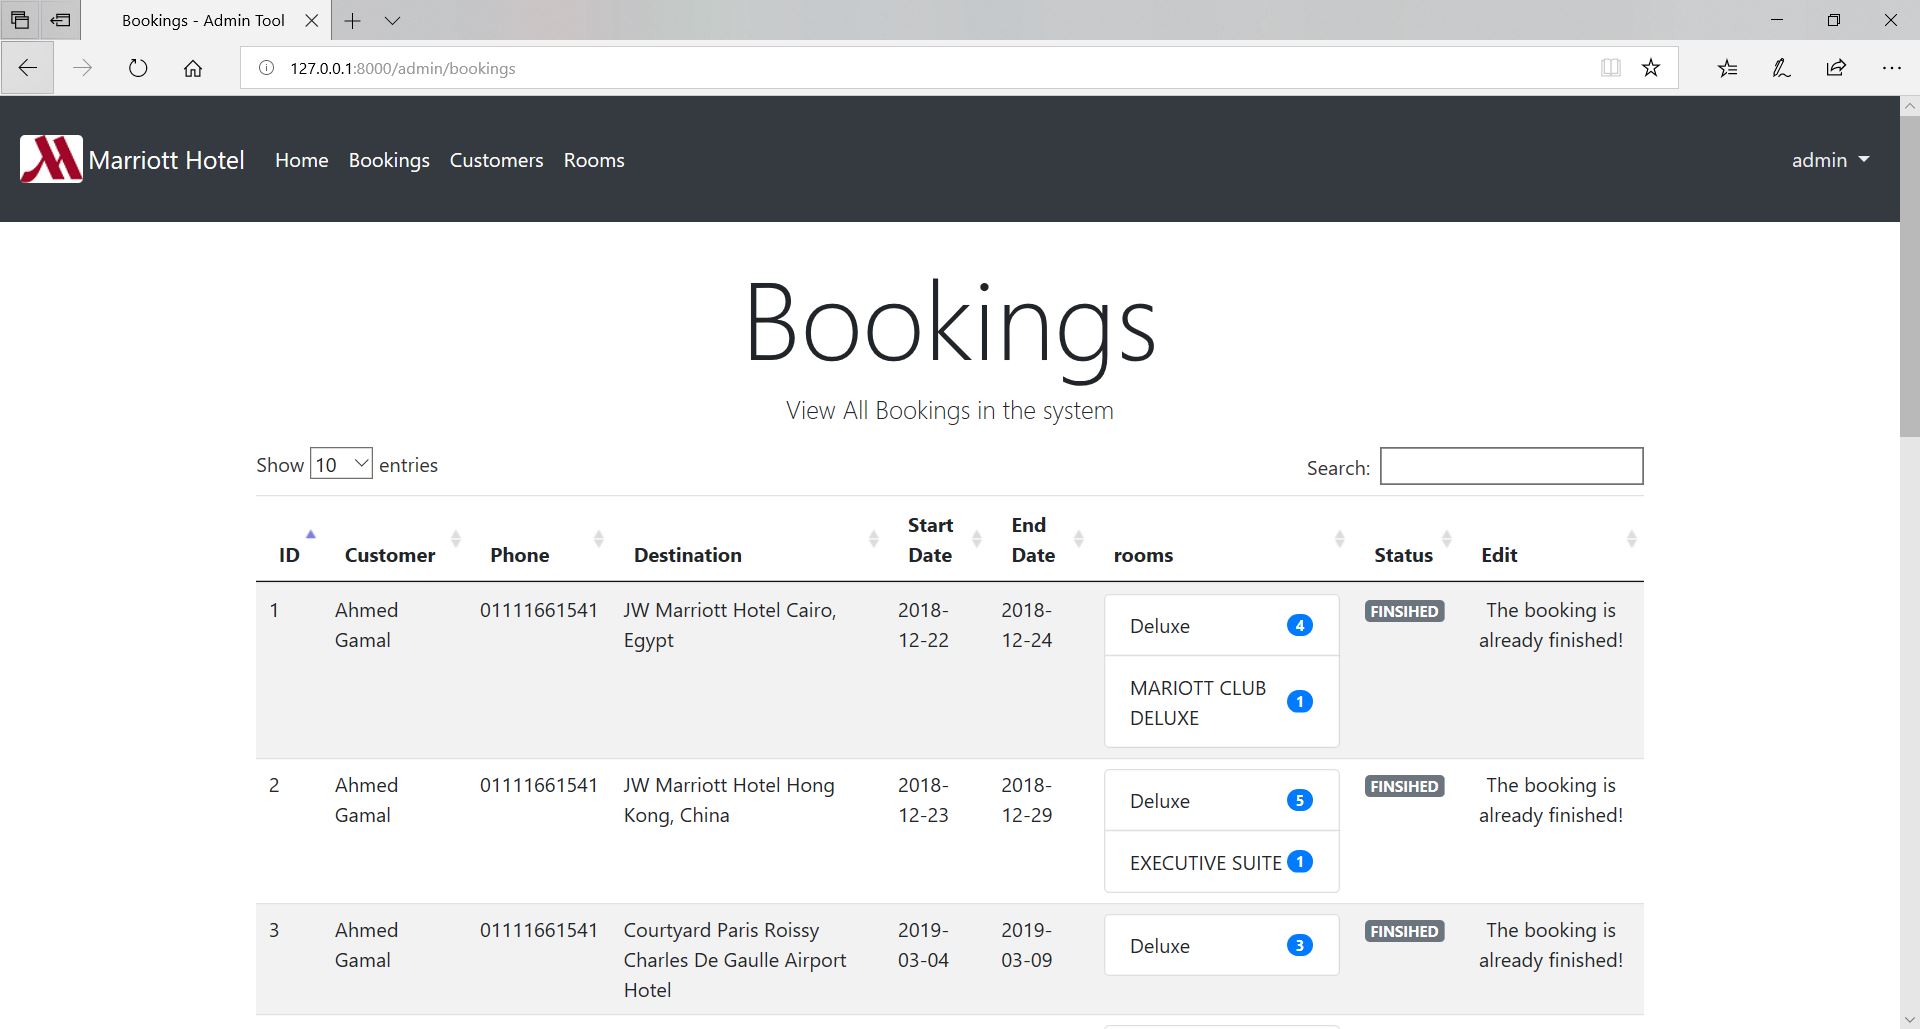 Bookings - Admin Tool
127.0.0.1:8000/admin/bookings
Marriott Hotel Home Bookings Customers Rooms admin
Bookings
View All Bookings in the system
Show 10 entries Search:
ID Customer Phone Destination Start Date End Date rooms Status Edit
1 Ahmed Gamal 01111661541 JW Marriott Hotel Cairo, Egypt 2018-12-22 2018-12-24 Deluxe 4 FINSIHED The booking is already finished!
MARIOTT CLUB DELUXE 1
2 Ahmed Gamal 01111661541 JW Marriott Hotel Hong Kong, China 2018-12-23 2018-12-29 Deluxe 5 FINSIHED The booking is already finished!
EXECUTIVE SUITE 1
3 Ahmed Gamal 01111661541 Courtyard Paris Roissy Charles De Gaulle Airport Hotel 2019-03-04 2019-03-09 Deluxe 3 FINSIHED The booking is already finished!